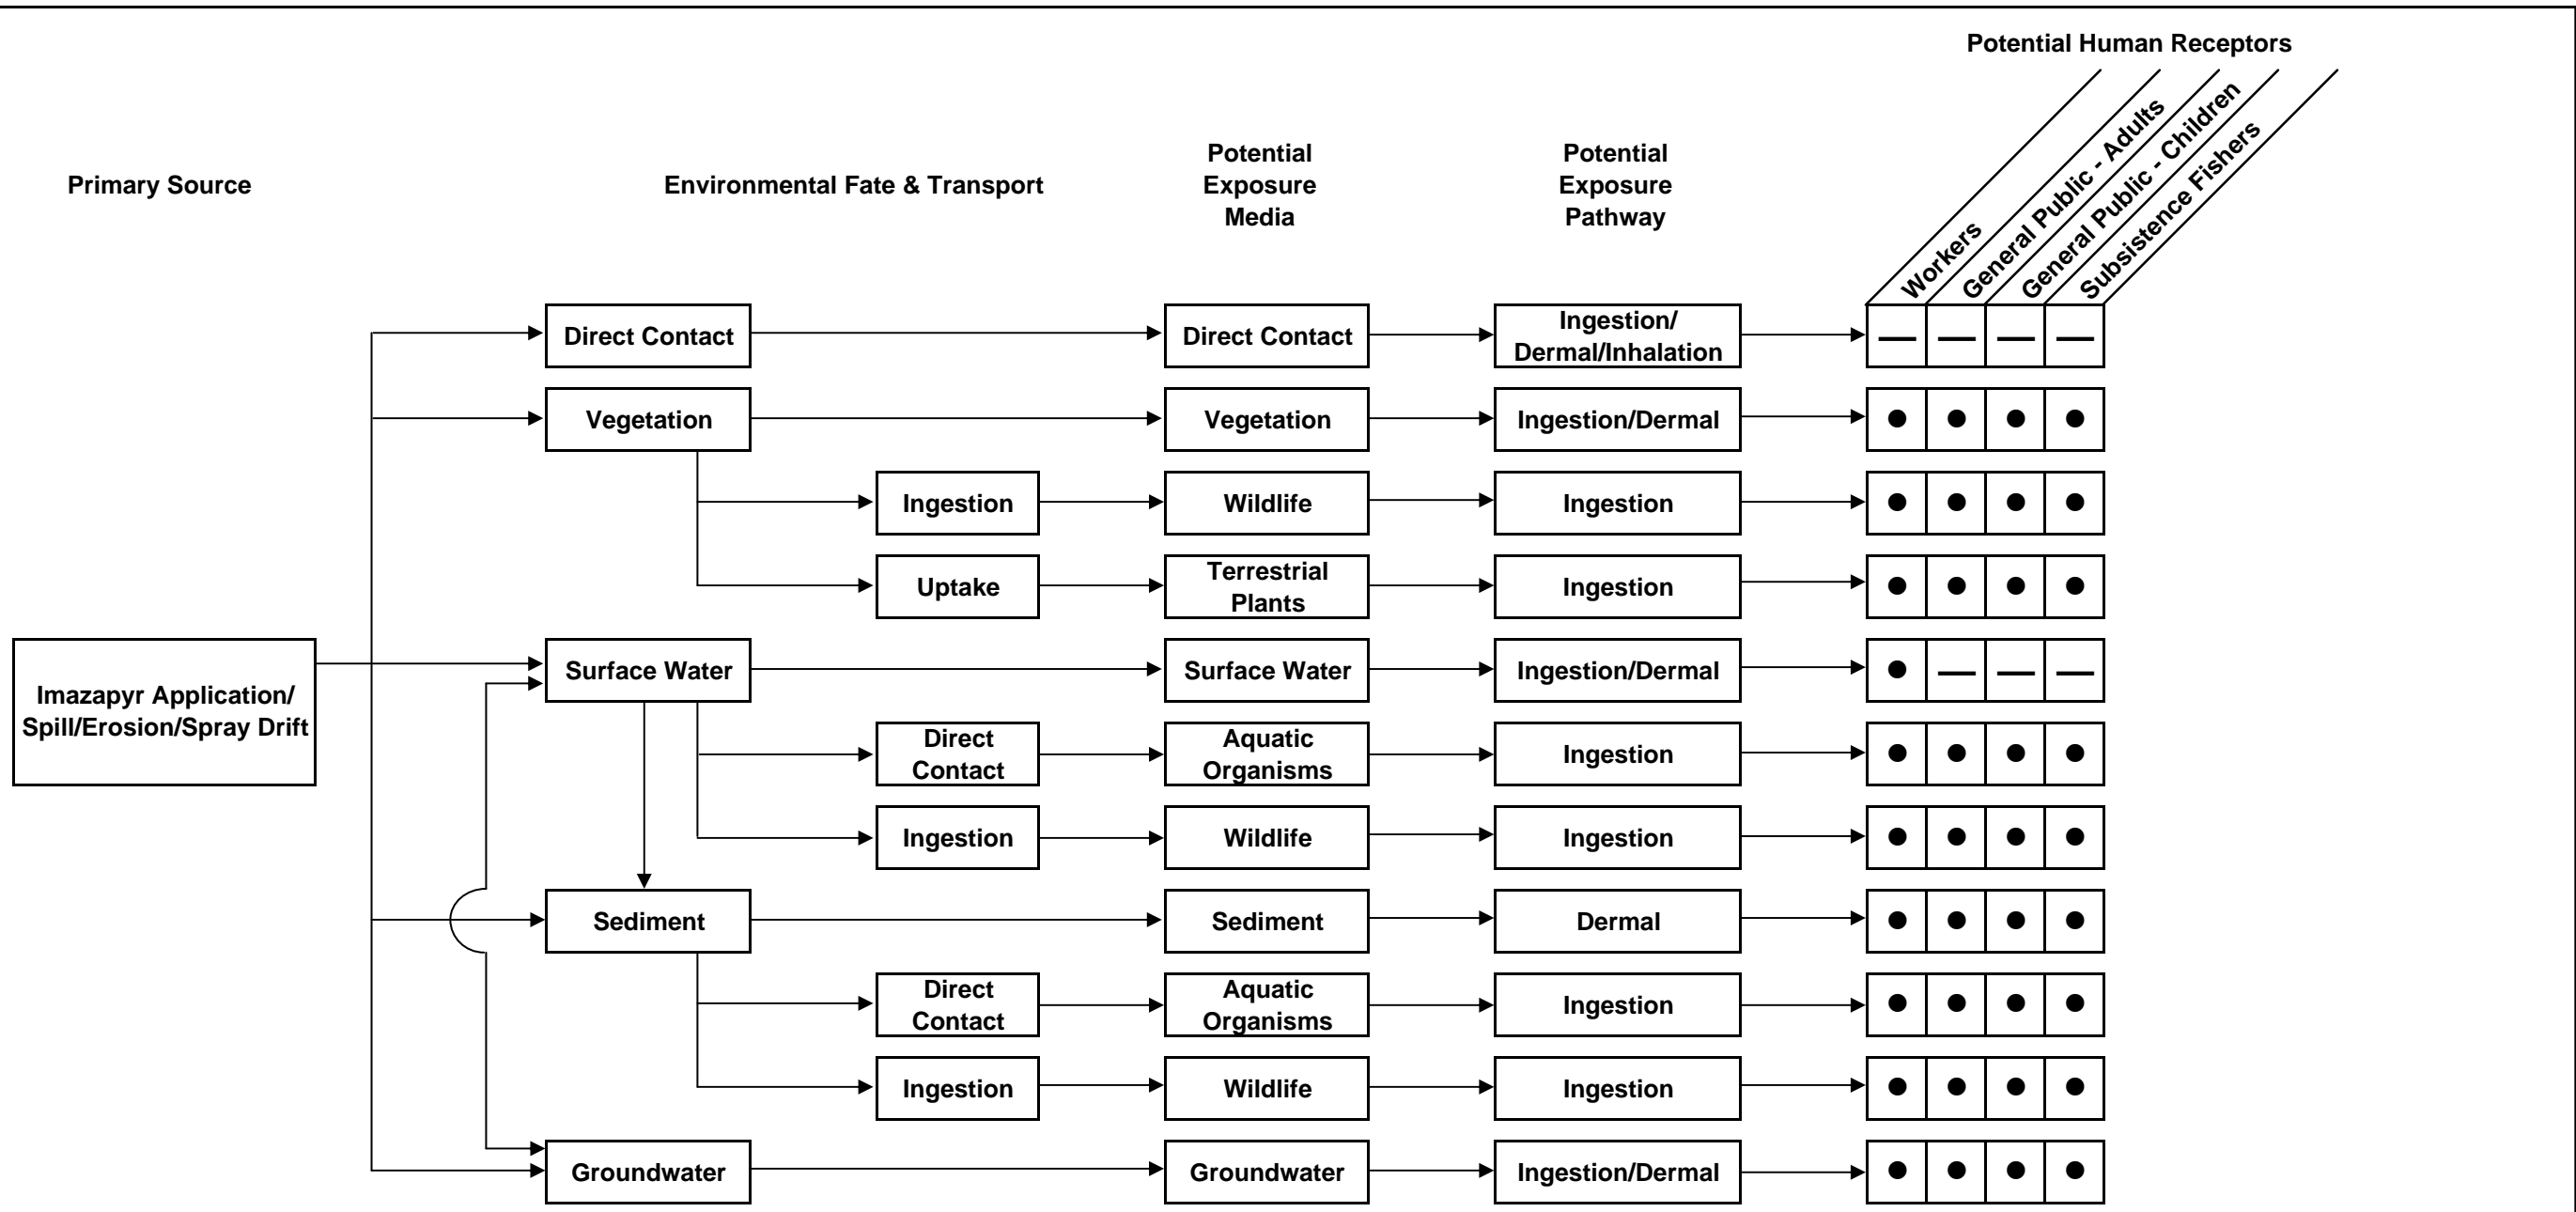 Potential Human Receptors
Primary Source
Environmental Fate & Transport
Potential
Exposure
Media
Potential
Exposure
Pathway
Workers
General Public - Adults
General Public - Children
Subsistence Fishers
Direct Contact
Direct Contact
Ingestion/
Dermal/Inhalation
— — — —
Vegetation
Vegetation
Ingestion/Dermal
● ● ● ●
Ingestion
Wildlife
Ingestion
● ● ● ●
Uptake
Terrestrial
Plants
Ingestion
● ● ● ●
Imazapyr Application/
Spill/Erosion/Spray Drift
Surface Water
Surface Water
Ingestion/Dermal
● — — —
Direct
Contact
Aquatic
Organisms
Ingestion
● ● ● ●
Ingestion
Wildlife
Ingestion
● ● ● ●
Sediment
Sediment
Dermal
● ● ● ●
Direct
Contact
Aquatic
Organisms
Ingestion
● ● ● ●
Ingestion
Wildlife
Ingestion
● ● ● ●
Groundwater
Groundwater
Ingestion/Dermal
● ● ● ●